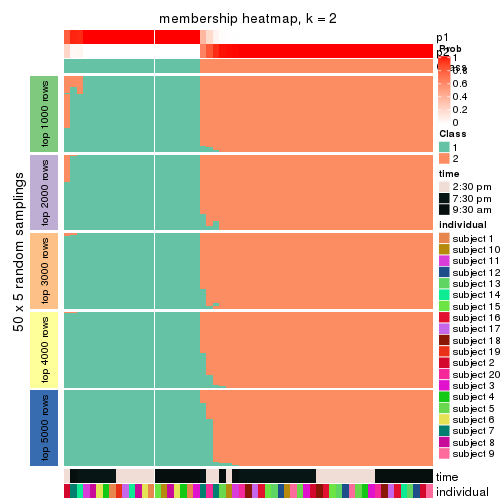 membership heatmap, k = 2
p1
p2
Class
Prob
1
0.8
0.6
0.4
0.2
0
Class
1
2
time
2:30 pm
7:30 pm
9:30 am
individual
subject 1
subject 10
subject 11
subject 12
subject 13
subject 14
subject 15
subject 16
subject 17
subject 18
subject 19
subject 2
subject 20
subject 3
subject 4
subject 5
subject 6
subject 7
subject 8
subject 9
50 x 5 random samplings
top 1000 rows
top 2000 rows
top 3000 rows
top 4000 rows
top 5000 rows
time
individual